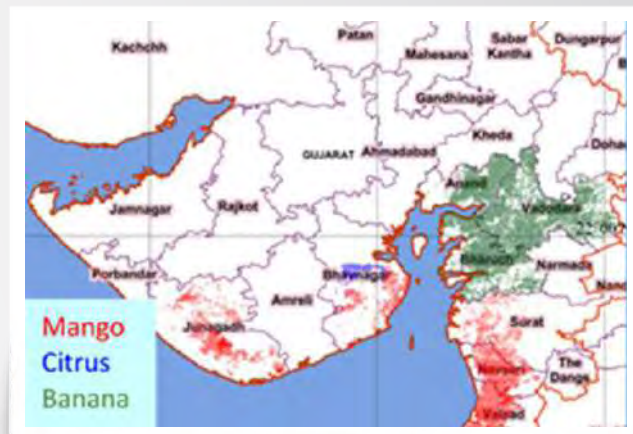 Patan
Sabar
Kantha
Dungarpur
Kachchh
Mahesana
Gandhinagar
Kheda
GUJARAT
Ahmadabad
Anand
Jamnagar
Rajkot
Vadodara
Porbandar
Bhavnagar
Bharuch
Narmada
Amreli
Junagadh
Surat
Mango
Citrus
Banana
Navsari
The
Dangs
Valsad